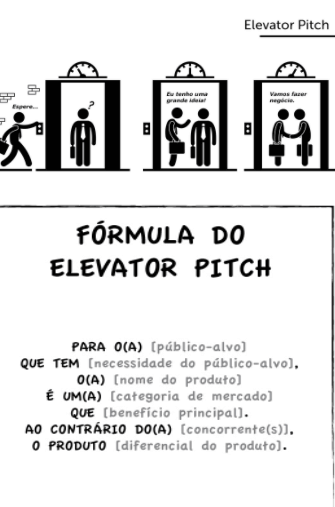 Elevator Pitch
Espere...
?
Eu tenho uma
grande ideia!
Vamos fazer
negócio.
FÓRMULA DO
ELEVATOR PITCH
PARA O(A) [público-alvo]
QUE TEM [necessidade do público-alvo],
O(A) [nome do produto]
É UM(A) [categoria de mercado]
QUE [benefício principal].
AO CONTRÁRIO DO(A) [concorrente(s)],
O PRODUTO [diferencial do produto].